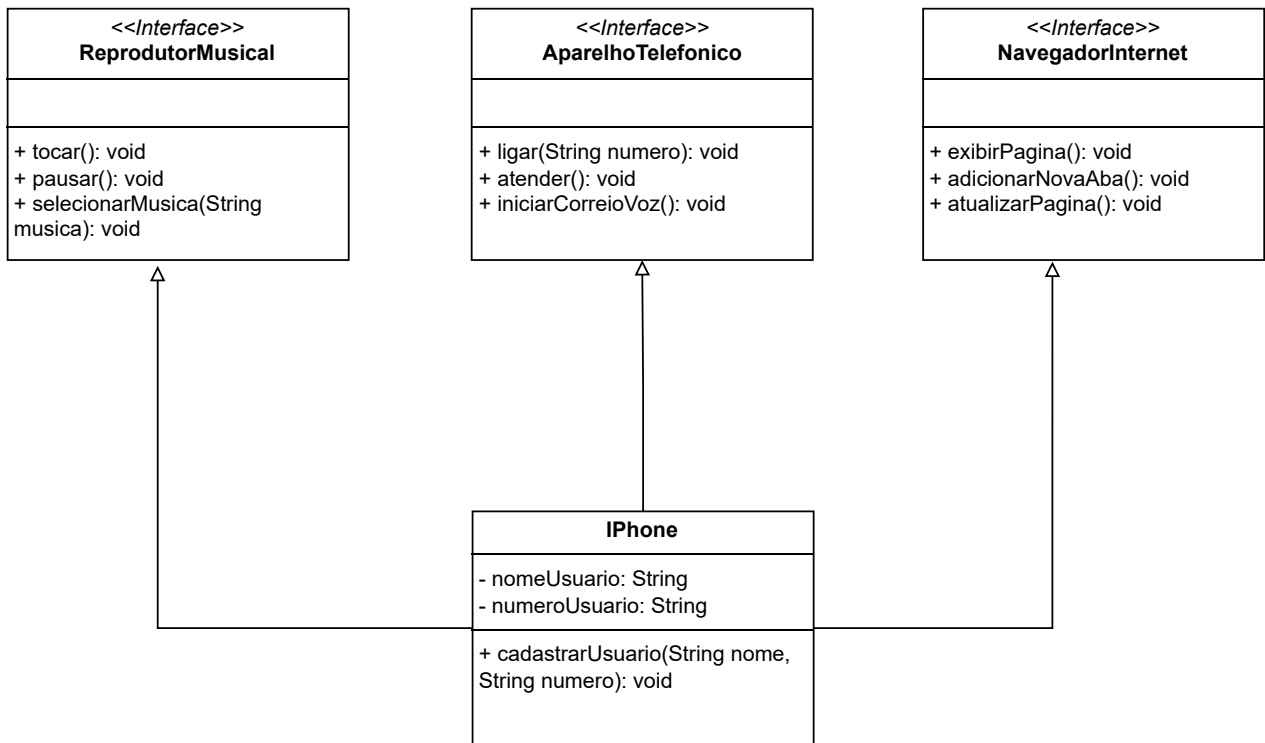 <<Interface>>
ReprodutorMusical
+ tocar(): void
+ pausar(): void
+ selecionarMusica(String
musica): void
<<Interface>>
AparelhoTelefonico
+ ligar(String numero): void
+ atender(): void
+ iniciarCorreioVoz(): void
<<Interface>>
NavegadorInternet
+ exibirPagina(): void
+ adicionarNovaAba(): void
+ atualizarPagina(): void
IPhone
- nomeUsuario: String
- numeroUsuario: String
+ cadastrarUsuario(String nome,
String numero): void